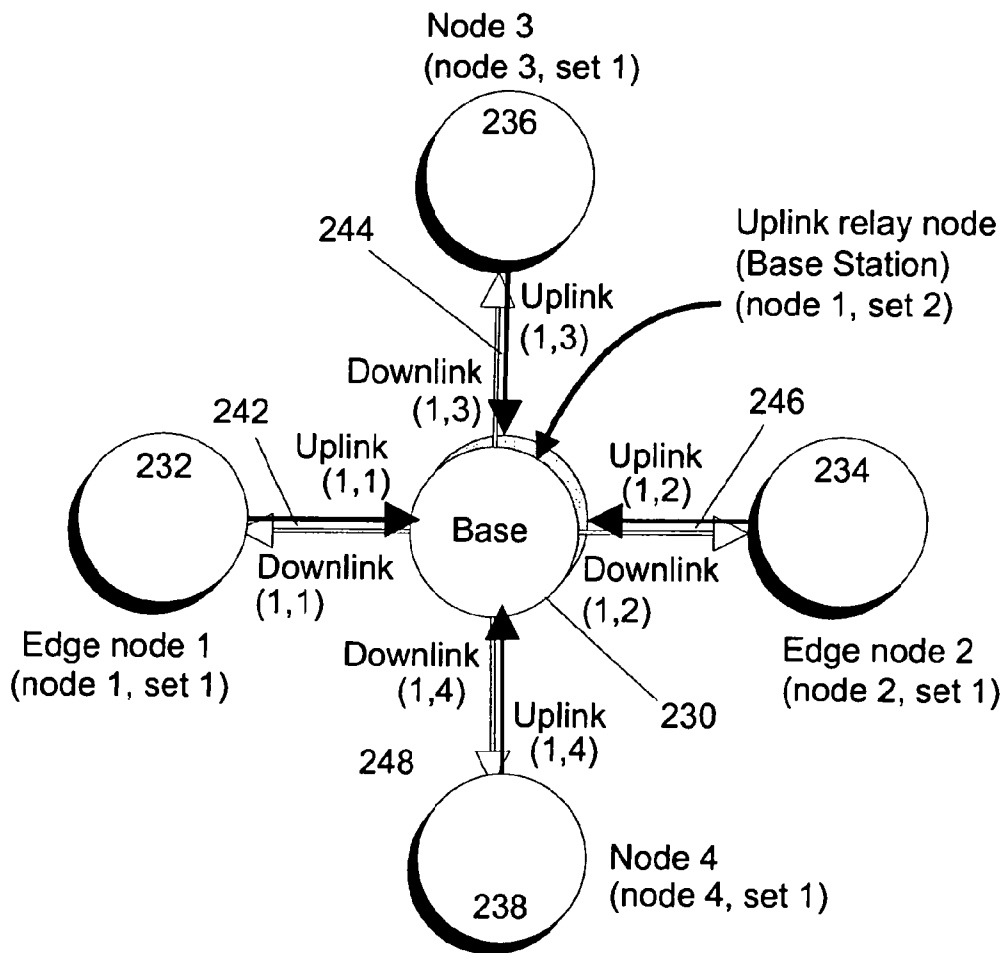 Node 3
(node 3, set 1)
236
244
Uplink relay node
(Base Station)
(node 1, set 2)
Uplink
(1,3)
Downlink
(1,3)
242
246
232
Uplink
(1,1)
Base
Uplink
(1,2)
234
Downlink
(1,1)
Downlink
(1,2)
Edge node 1
(node 1, set 1)
Downlink
(1,4)
Edge node 2
(node 2, set 1)
230
Uplink
(1,4)
248
Node 4
(node 4, set 1)
238